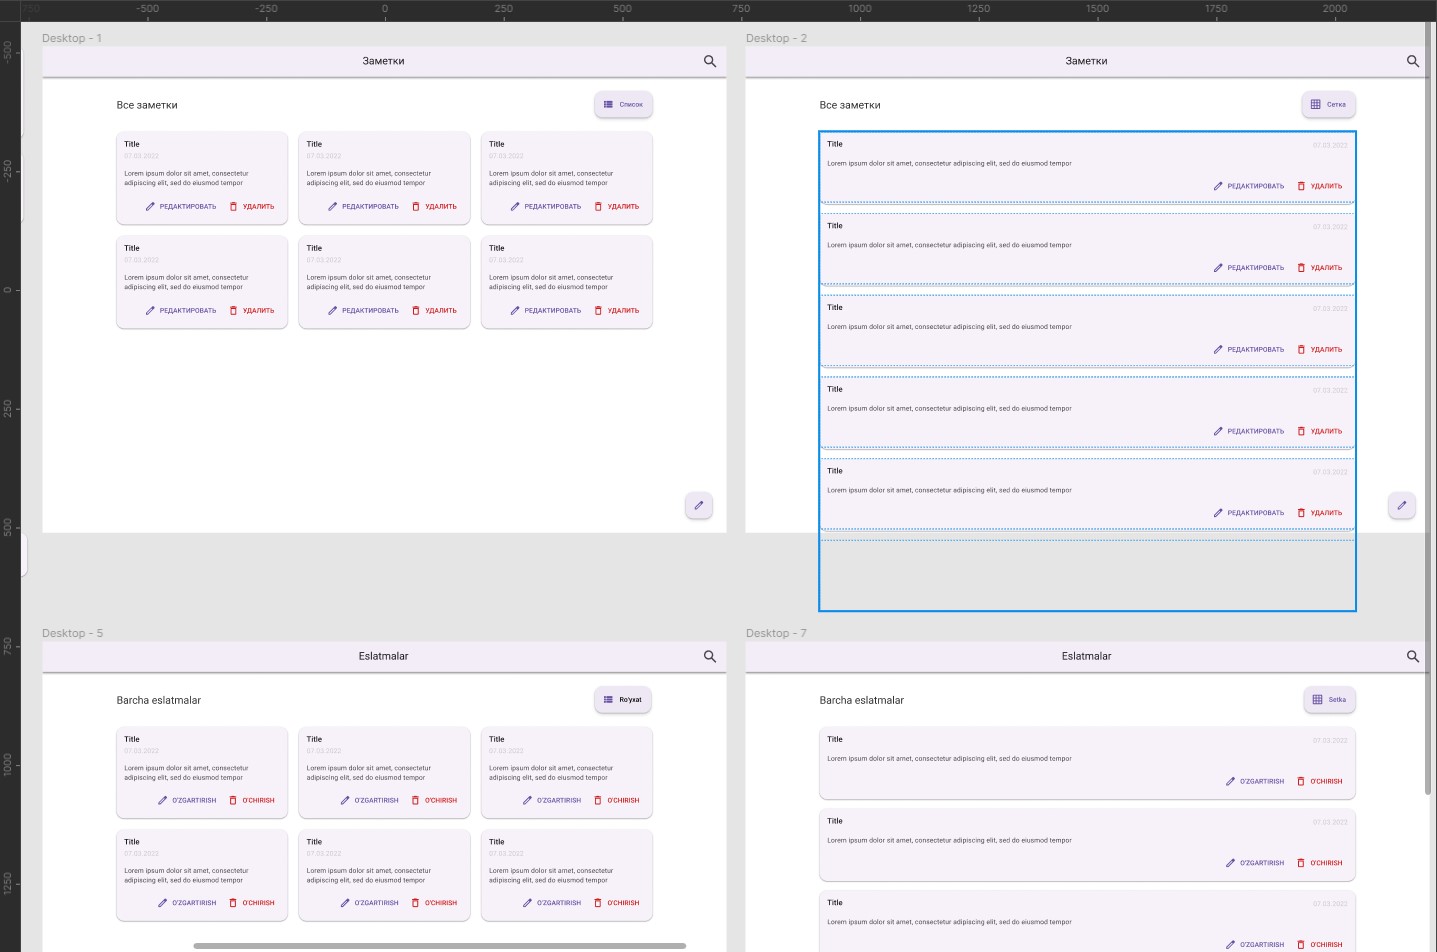 750
-500
-250
0
250
500
750
1000
1250
1500
1750
2000
-500
-250
0
250
500
750
1000
1250
Desktop - 1
Заметки
Все заметки
Список
Title
07.03.2022
Lorem ipsum dolor sit amet, consectetur
adipiscing elit, sed do eiusmod tempor
РЕДАКТИРОВАТЬ
УДАЛИТЬ
Title
07.03.2022
Lorem ipsum dolor sit amet, consectetur
adipiscing elit, sed do eiusmod tempor
РЕДАКТИРОВАТЬ
УДАЛИТЬ
Title
07.03.2022
Lorem ipsum dolor sit amet, consectetur
adipiscing elit, sed do eiusmod tempor
РЕДАКТИРОВАТЬ
УДАЛИТЬ
Title
07.03.2022
Lorem ipsum dolor sit amet, consectetur
adipiscing elit, sed do eiusmod tempor
РЕДАКТИРОВАТЬ
УДАЛИТЬ
Title
07.03.2022
Lorem ipsum dolor sit amet, consectetur
adipiscing elit, sed do eiusmod tempor
РЕДАКТИРОВАТЬ
УДАЛИТЬ
Title
07.03.2022
Lorem ipsum dolor sit amet, consectetur
adipiscing elit, sed do eiusmod tempor
РЕДАКТИРОВАТЬ
УДАЛИТЬ
Desktop - 2
Заметки
Все заметки
Сетка
Title
07.03.2022
Lorem ipsum dolor sit amet, consectetur adipiscing elit, sed do eiusmod tempor
РЕДАКТИРОВАТЬ
УДАЛИТЬ
Title
07.03.2022
Lorem ipsum dolor sit amet, consectetur adipiscing elit, sed do eiusmod tempor
РЕДАКТИРОВАТЬ
УДАЛИТЬ
Title
07.03.2022
Lorem ipsum dolor sit amet, consectetur adipiscing elit, sed do eiusmod tempor
РЕДАКТИРОВАТЬ
УДАЛИТЬ
Title
07.03.2022
Lorem ipsum dolor sit amet, consectetur adipiscing elit, sed do eiusmod tempor
РЕДАКТИРОВАТЬ
УДАЛИТЬ
Title
07.03.2022
Lorem ipsum dolor sit amet, consectetur adipiscing elit, sed do eiusmod tempor
РЕДАКТИРОВАТЬ
УДАЛИТЬ
Desktop - 5
Eslatmalar
Barcha eslatmalar
Ro'yxat
Title
07.03.2022
Lorem ipsum dolor sit amet, consectetur
adipiscing elit, sed do eiusmod tempor
O'ZGARTIRISH
O'CHIRISH
Title
07.03.2022
Lorem ipsum dolor sit amet, consectetur
adipiscing elit, sed do eiusmod tempor
O'ZGARTIRISH
O'CHIRISH
Title
07.03.2022
Lorem ipsum dolor sit amet, consectetur
adipiscing elit, sed do eiusmod tempor
O'ZGARTIRISH
O'CHIRISH
Title
07.03.2022
Lorem ipsum dolor sit amet, consectetur
adipiscing elit, sed do eiusmod tempor
O'ZGARTIRISH
O'CHIRISH
Title
07.03.2022
Lorem ipsum dolor sit amet, consectetur
adipiscing elit, sed do eiusmod tempor
O'ZGARTIRISH
O'CHIRISH
Title
07.03.2022
Lorem ipsum dolor sit amet, consectetur
adipiscing elit, sed do eiusmod tempor
O'ZGARTIRISH
O'CHIRISH
Desktop - 7
Eslatmalar
Barcha eslatmalar
Setka
Title
07.03.2022
Lorem ipsum dolor sit amet, consectetur adipiscing elit, sed do eiusmod tempor
O'ZGARTIRISH
O'CHIRISH
Title
07.03.2022
Lorem ipsum dolor sit amet, consectetur adipiscing elit, sed do eiusmod tempor
O'ZGARTIRISH
O'CHIRISH
Title
07.03.2022
Lorem ipsum dolor sit amet, consectetur adipiscing elit, sed do eiusmod tempor
O'ZGARTIRISH
O'CHIRISH